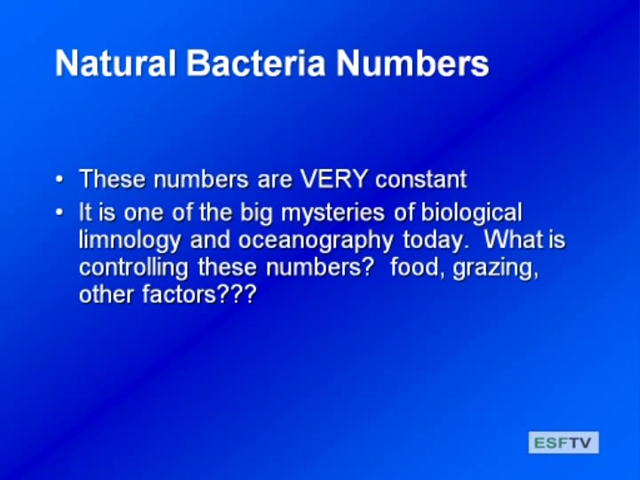 Natural Bacteria Numbers
• These numbers are VERY constant
• It is one of the big mysteries of biological
limnology and oceanography today.  What is
controlling these numbers?  food, grazing,
other factors???
ESFTV